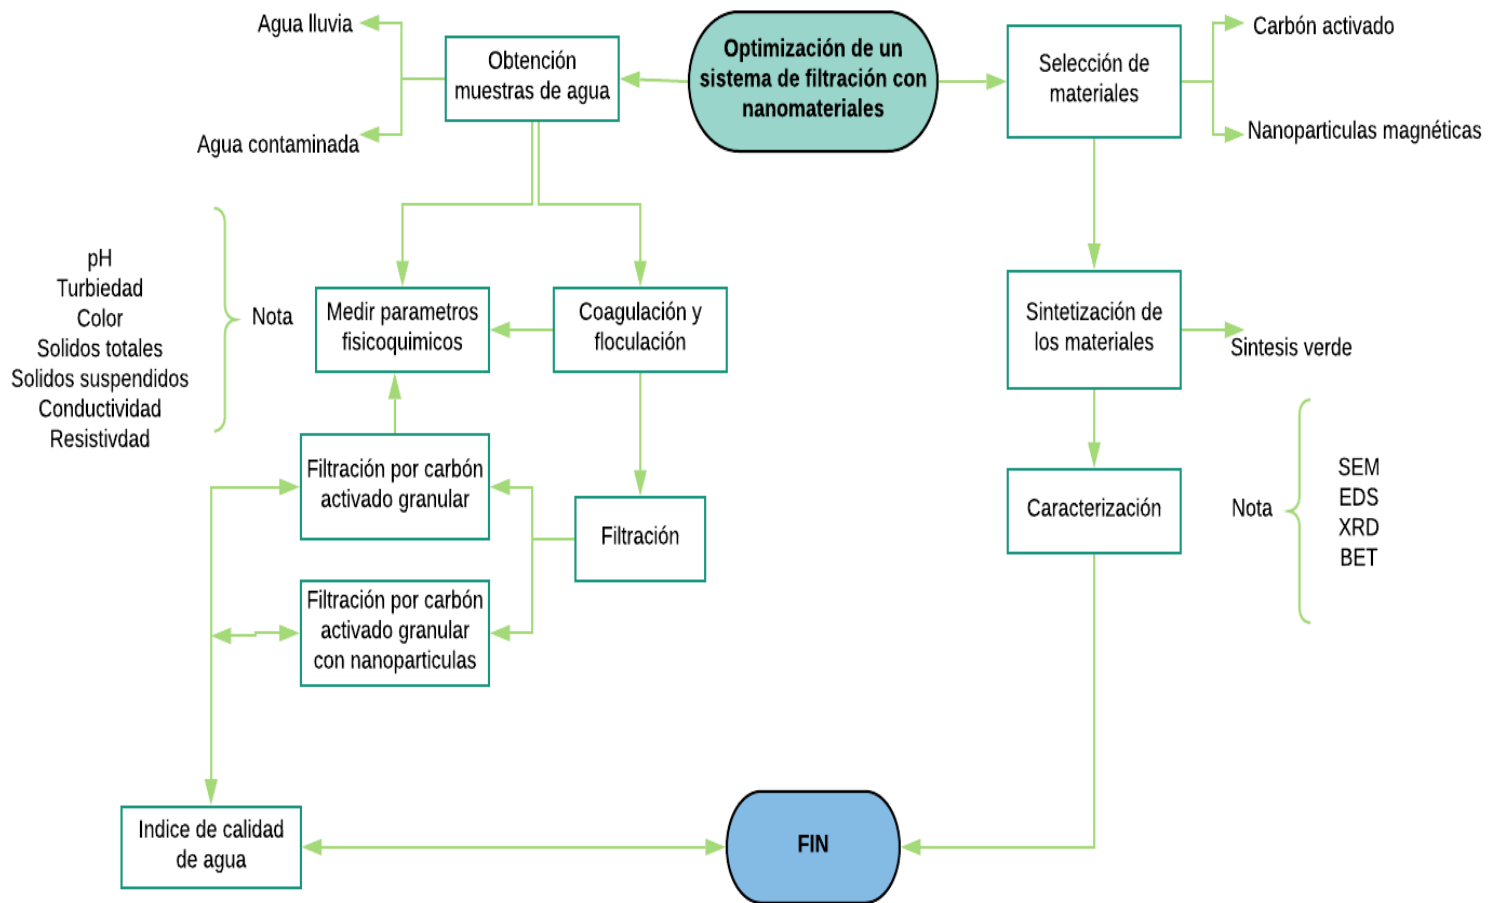 Optimización de un
sistema de filtración con
nanomateriales
Obtención
muestras de agua
Agua lluvia
Agua contaminada
Selección de
materiales
Carbón activado
Nanoparticulas magnéticas
pH
Turbiedad
Color
Solidos totales
Solidos suspendidos
Conductividad
Resistivdad
Nota
Medir parametros
fisicoquimicos
Coagulación y
floculación
Filtración por carbón
activado granular
Filtración
Filtración por carbón
activado granular
con nanoparticulas
Indice de calidad
de agua
Sintetización de
los materiales
Sintesis verde
Caracterización
Nota
SEM
EDS
XRD
BET
FIN